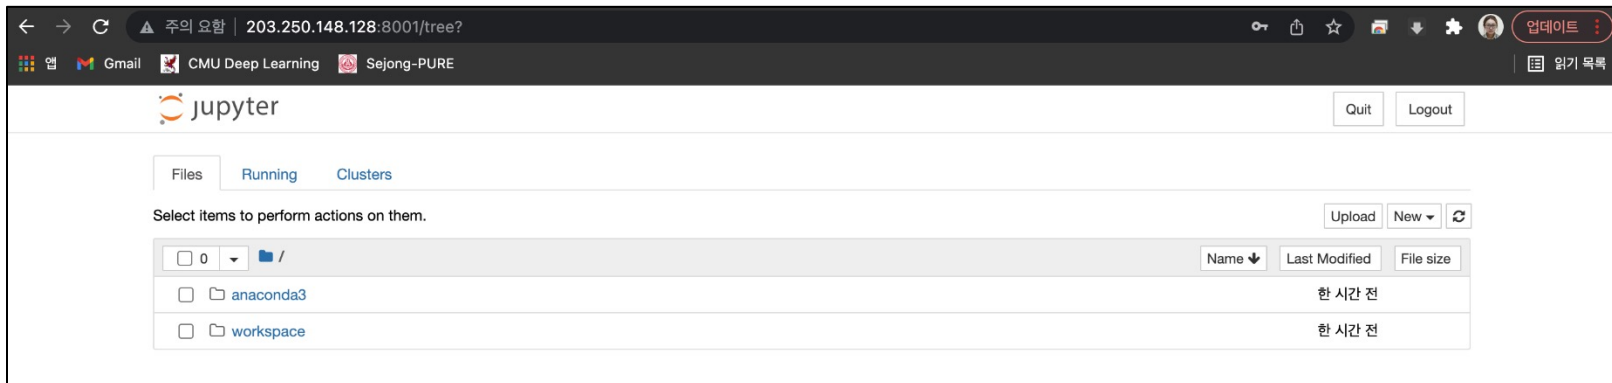 주의 요함 203.250.148.128:8001/tree? 업데이트
앱 Gmail CMU Deep Learning Sejong-PURE 읽기 목록
jupyter Quit Logout
Files Running Clusters
Select items to perform actions on them. Upload New
0 / Name Last Modified File size
anaconda3 한 시간 전
workspace 한 시간 전